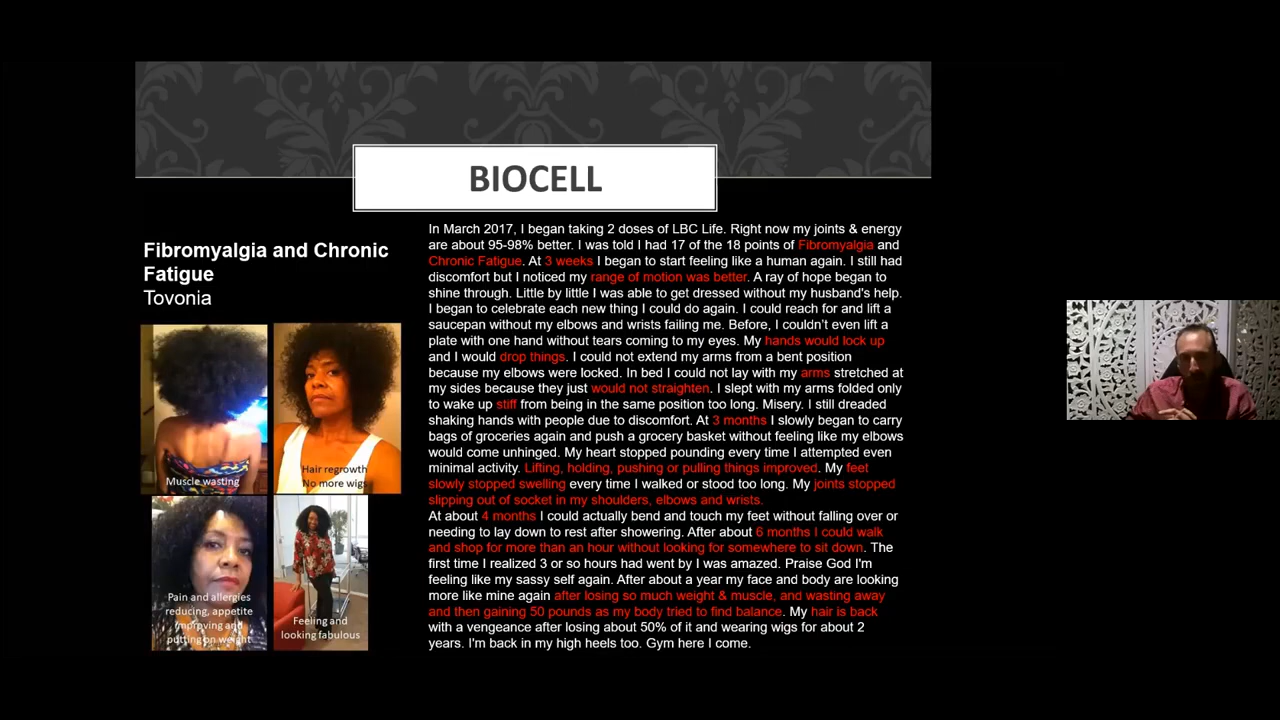 BIOCELL
Fibromyalgia and Chronic
Fatigue
Tovonia
Muscle wasting
Hair regrowth
No more wigs
Pain and allergies
reducing, appetite
improving and
putting on weight
Feeling and
looking fabulous
In March 2017, I began taking 2 doses of LBC Life. Right now my joints & energy
are about 95-98% better. I was told I had 17 of the 18 points of Fibromyalgia and
Chronic Fatigue. At 3 weeks I began to start feeling like a human again. I still had
discomfort but I noticed my range of motion was better. A ray of hope began to
shine through. Little by little I was able to get dressed without my husband's help.
I began to celebrate each new thing I could do again. I could reach for and lift a
saucepan without my elbows and wrists failing me. Before, I couldn't even lift a
plate with one hand without tears coming to my eyes. My hands would lock up
and I would drop things. I could not extend my arms from a bent position
because my elbows were locked. In bed I could not lay with my arms stretched at
my sides because they just would not straighten. I slept with my arms folded only
to wake up stiff from being in the same position too long. Misery. I still dreaded
shaking hands with people due to discomfort. At 3 months I slowly began to carry
bags of groceries again and push a grocery basket without feeling like my elbows
would come unhinged. My heart stopped pounding every time I attempted even
minimal activity. Lifting, holding, pushing or pulling things improved. My feet
slowly stopped swelling every time I walked or stood too long. My joints stopped
slipping out of socket in my shoulders, elbows and wrists.
At about 4 months I could actually bend and touch my feet without falling over or
needing to lay down to rest after showering. After about 6 months I could walk
and shop for more than an hour without looking for somewhere to sit down. The
first time I realized 3 or so hours had went by I was amazed. Praise God I'm
feeling like my sassy self again. After about a year my face and body are looking
more like mine again after losing so much weight & muscle, and wasting away
and then gaining 50 pounds as my body tried to find balance. My hair is back
with a vengeance after losing about 50% of it and wearing wigs for about 2
years. I'm back in my high heels too. Gym here I come.